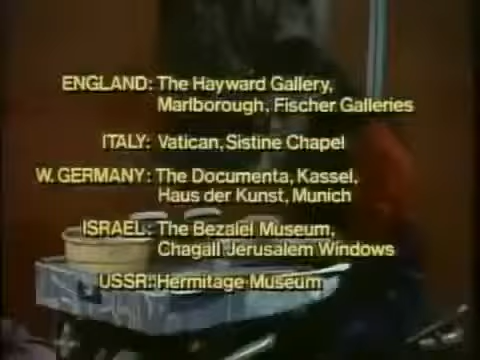 ENGLAND: The Hayward Gallery,
Marlborough, Fischer Galleries
ITALY: Vatican, Sistine Chapel
W. GERMANY: The Documenta, Kassel,
Haus der Kunst, Munich
ISRAEL: The Bezalel Museum,
Chagall Jerusalem Windows
USSR: Hermitage Museum